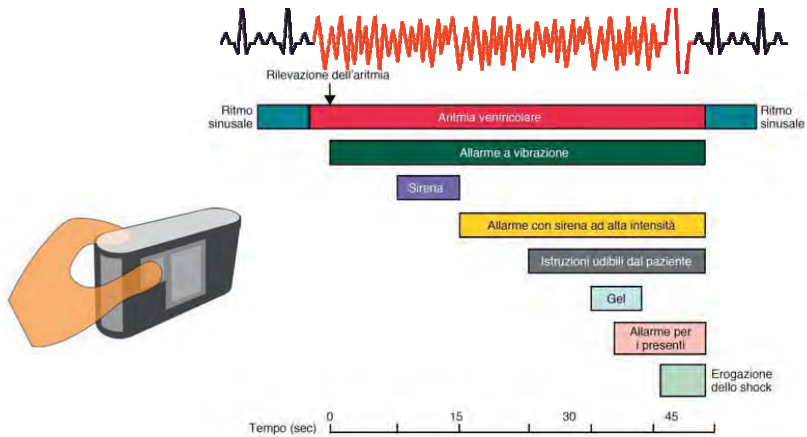 Rilevazione dell'aritmia
Ritmo
sinusale
Aritmia ventricolare
Ritmo
sinusale
Allarme a vibrazione
Sirena
Allarme con sirena ad alta intensità
Istruzioni udibili dal paziente
Gel
Allarme per
i presenti
Erogazione
dello shock
0 15 30 45
Tempo (sec)